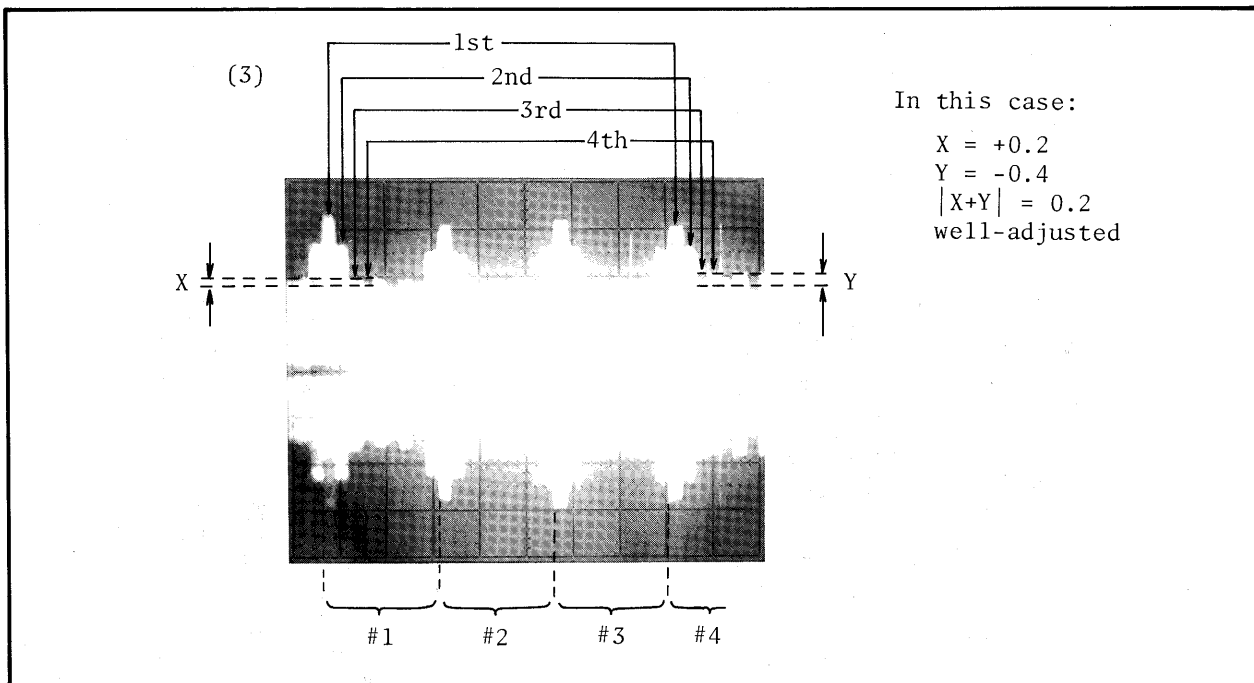 (3)
1st
2nd
3rd
4th
In this case:
X = +0.2
Y = -0.4
|X+Y| = 0.2
well-adjusted
X
Y
#1 #2 #3 #4